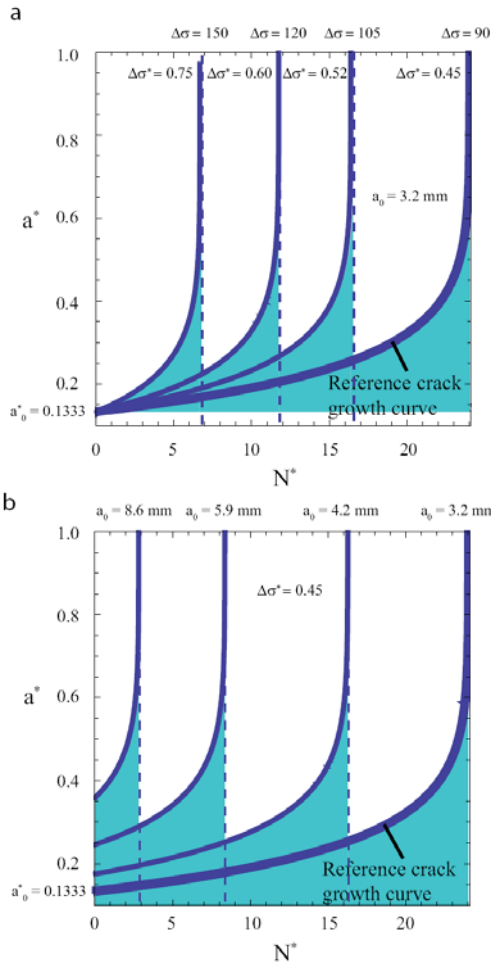 a
Δσ = 150 Δσ = 120 Δσ = 105 Δσ = 90
1.0
Δσ* = 0.75 Δσ* = 0.60 Δσ* = 0.52 Δσ* = 0.45
0.8
a₀ = 3.2 mm
a* 0.6
0.4
Reference crack
growth curve
0.2
a*₀ = 0.1333
0 5 10 15 20
N*
b
a₀ = 8.6 mm a₀ = 5.9 mm a₀ = 4.2 mm a₀ = 3.2 m
1.0
Δσ* = 0.45
0.8
a* 0.6
0.4
0.2
Reference crack
a*₀ = 0.1333 growth curve
0 5 10 15 20
N*